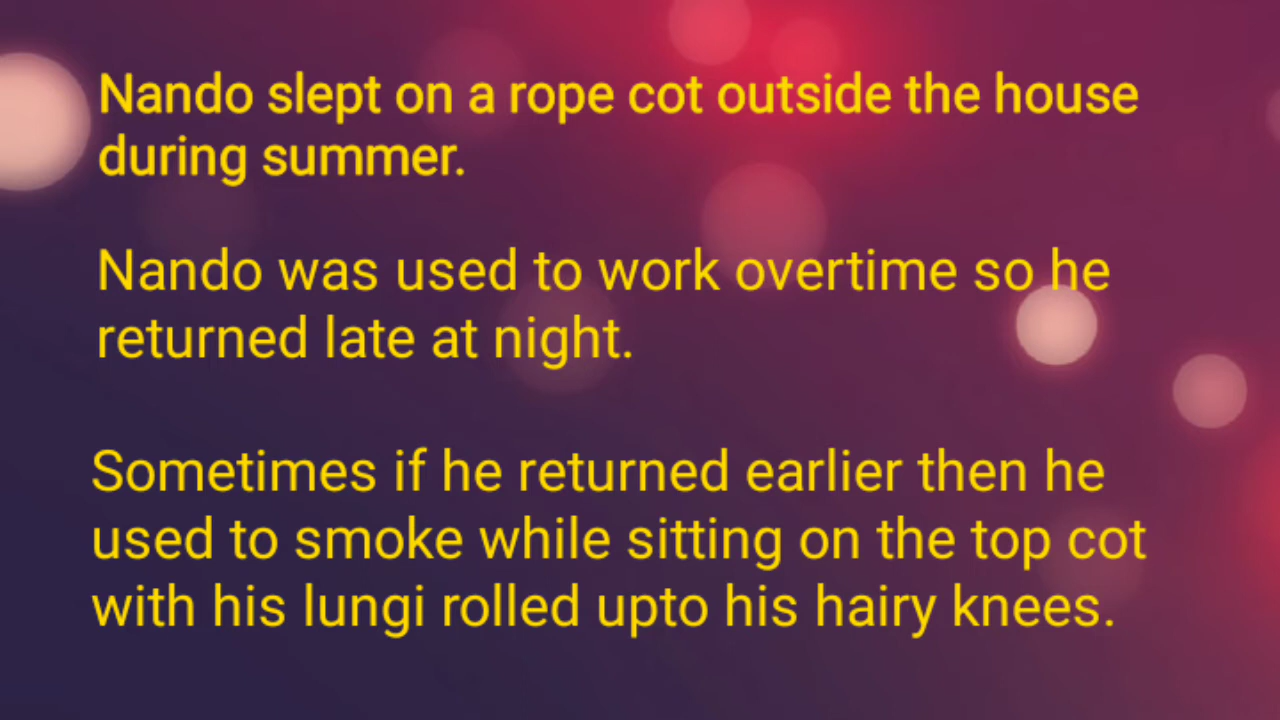 Nando slept on a rope cot outside the house
during summer.
Nando was used to work overtime so he
returned late at night.
Sometimes if he returned earlier then he
used to smoke while sitting on the top cot
with his lungi rolled upto his hairy knees.